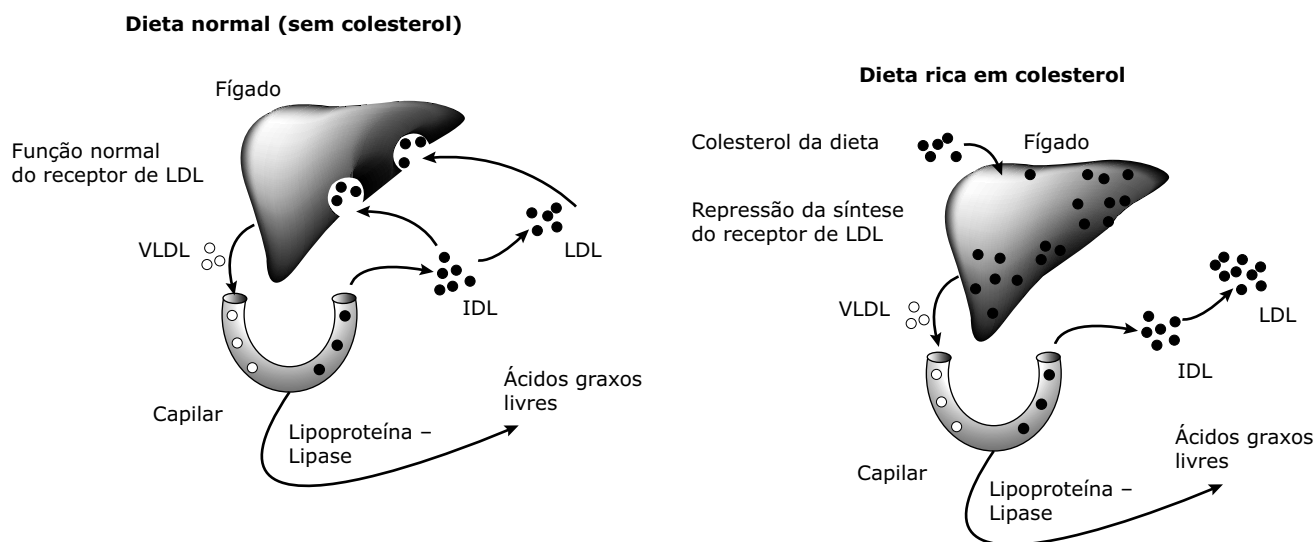 Dieta normal (sem colesterol)
Fígado
Função normal
do receptor de LDL
VLDL
LDL
IDL
Capilar
Ácidos graxos
livres
Lipoproteína –
Lipase
Dieta rica em colesterol
Colesterol da dieta
Fígado
Repressão da síntese
do receptor de LDL
VLDL
LDL
IDL
Capilar
Ácidos graxos
livres
Lipoproteína –
Lipase